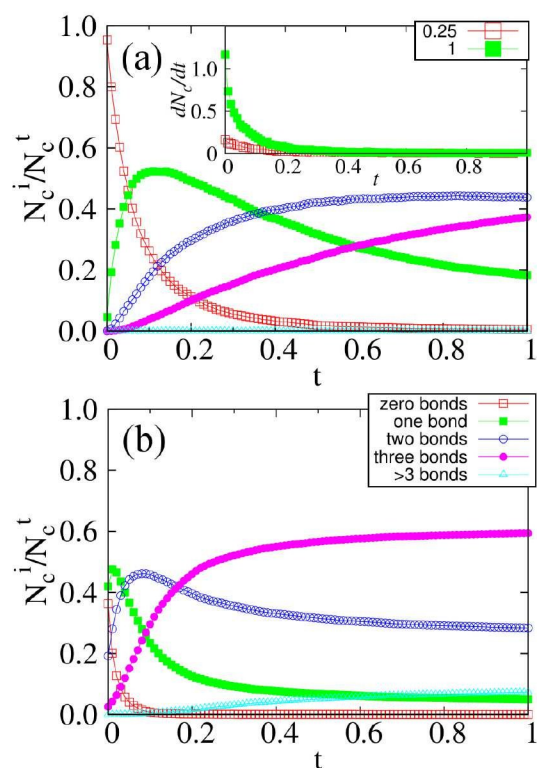 (a)
0.25
1
1.0
0.8
0.6
0.4
0.2
0.0
N_c^i/N_c^t
dN_c/dt
1.0
0.5
0
0 0.2 0.4 0.6 0.8
t
0 0.2 0.4 0.6 0.8 1
t
(b)
zero bonds
one bond
two bonds
three bonds
>3 bonds
1.0
0.8
0.6
0.4
0.2
0.0
N_c^i/N_c^t
0 0.2 0.4 0.6 0.8 1
t